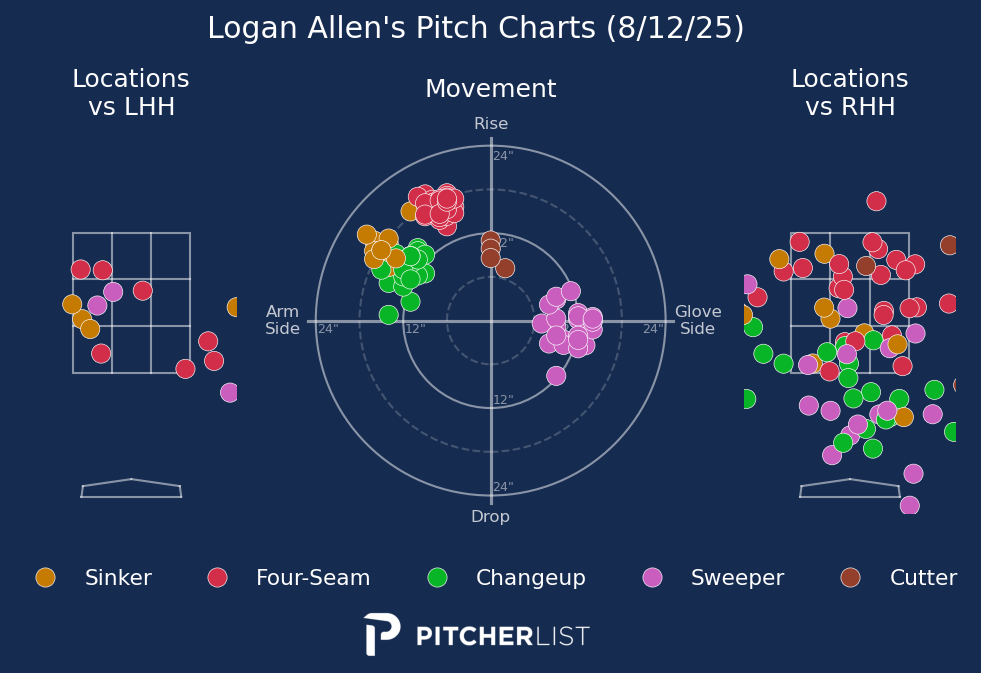 Logan Allen's Pitch Charts (8/12/25)
Locations
vs LHH
Movement
Locations
vs RHH
Rise
24"
2"
Arm
Side
24"
12"
24"
Glove
Side
12"
24"
Drop
Sinker
Four-Seam
Changeup
Sweeper
Cutter
PITCHERLIST